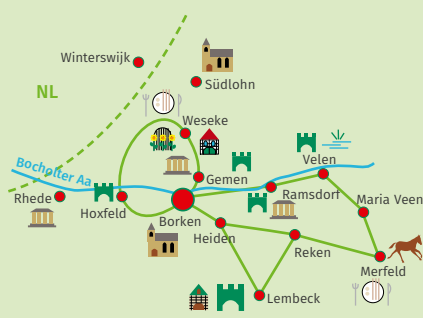 Winterswijk
Südlohn
NL
Weseke
Velen
Bocholter Aa
Gemen
Rhede
Hoxfeld
Ramsdorf
Maria Veen
Borken
Heiden
Reken
Merfeld
Lembeck